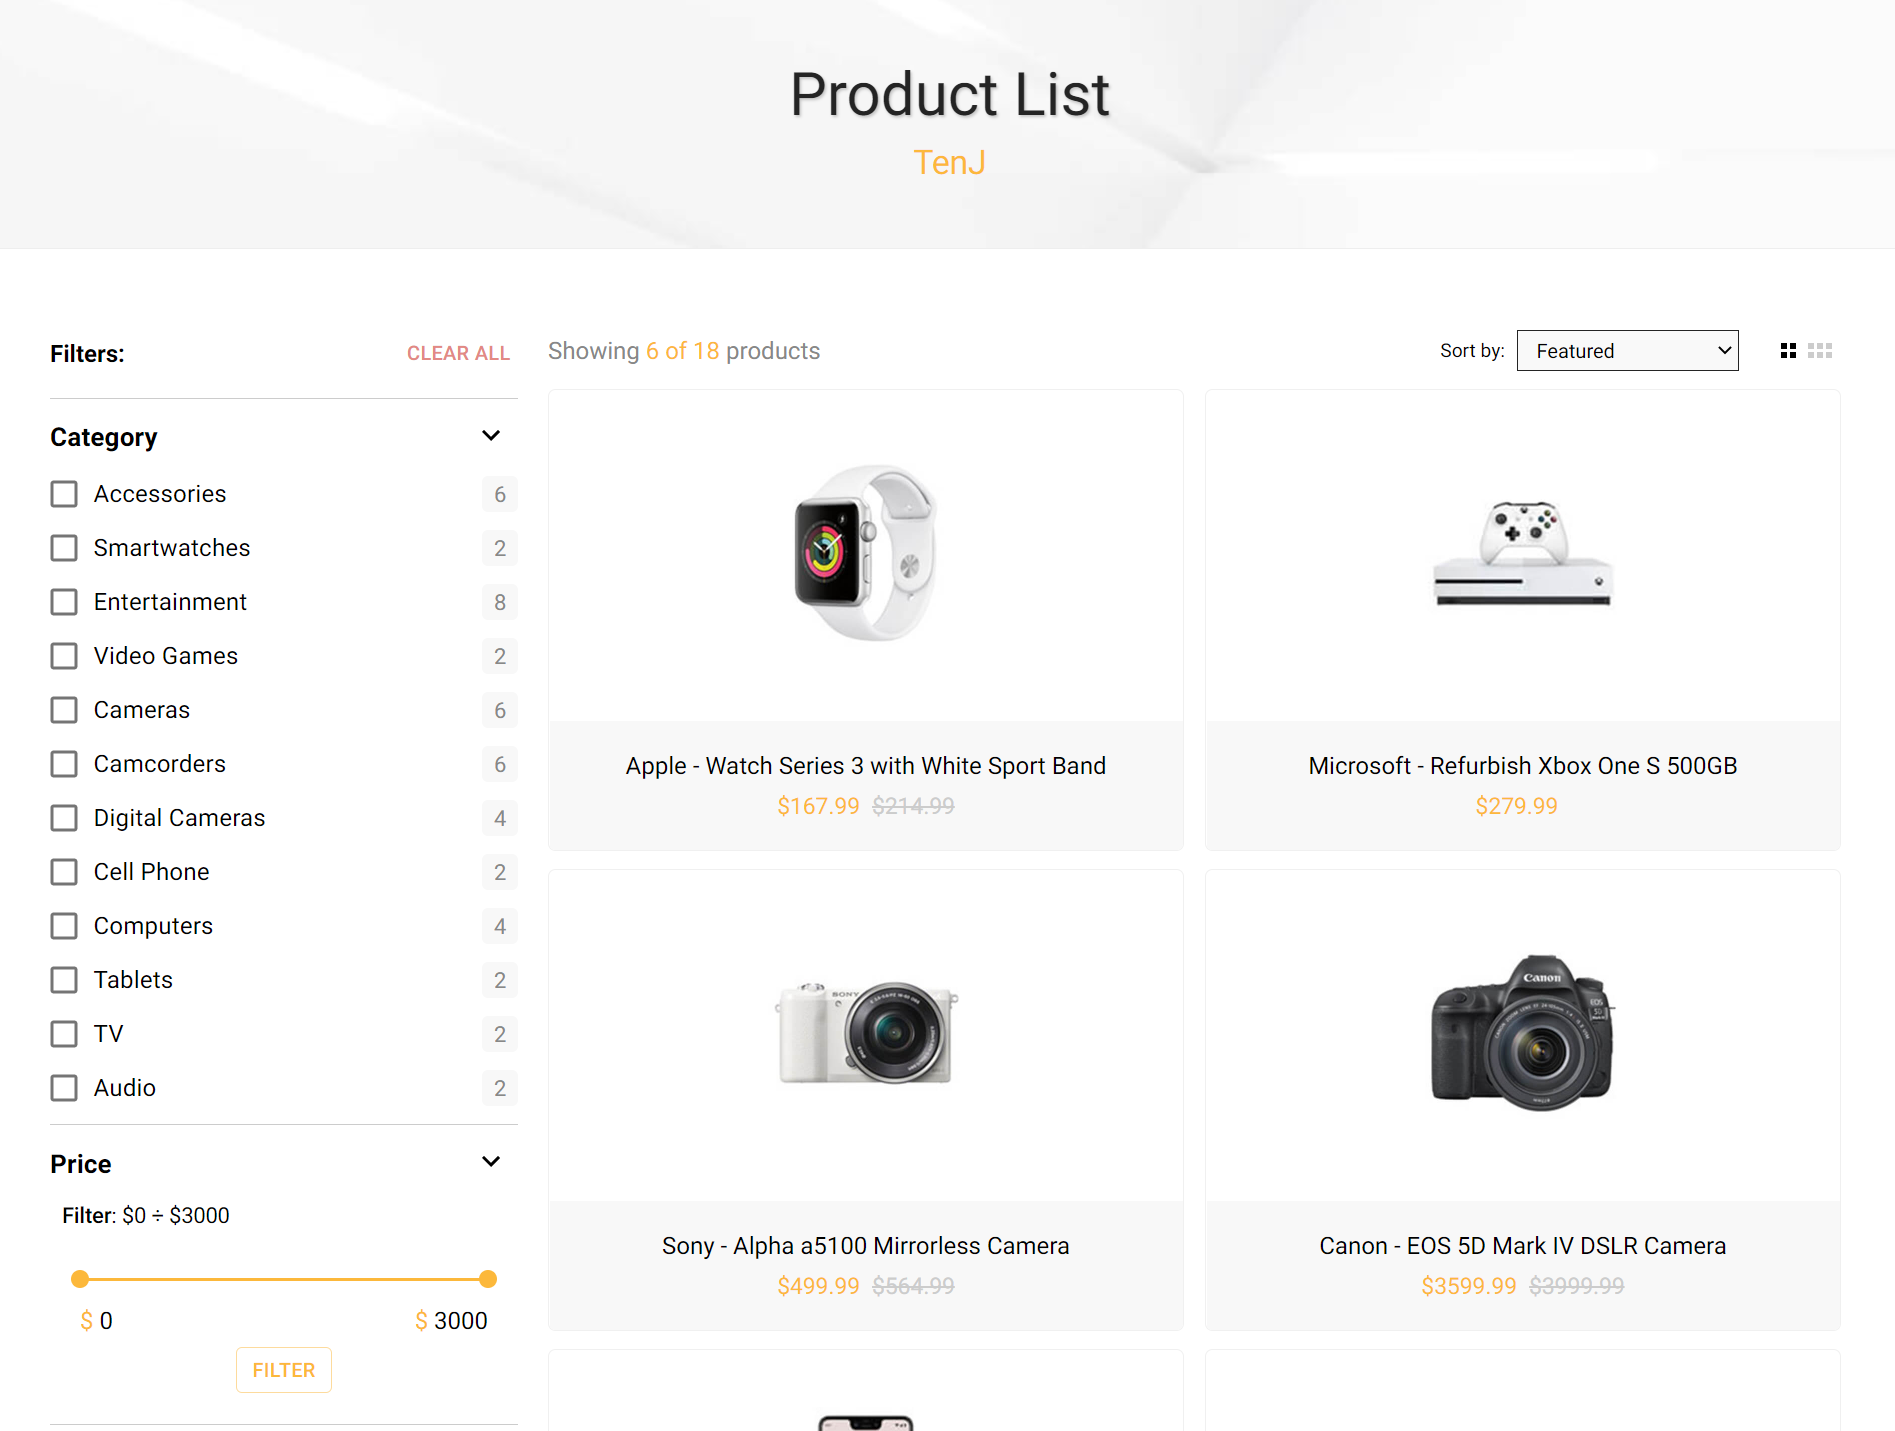 Product List
TenJ
Filters:
CLEAR ALL
Category
Accessories 6
Smartwatches 2
Entertainment 8
Video Games 2
Cameras 6
Camcorders 6
Digital Cameras 4
Cell Phone 2
Computers 4
Tablets 2
TV 2
Audio 2
Price
Filter: $0 ÷ $3000
$ 0 $ 3000
FILTER
Showing 6 of 18 products
Sort by: Featured
Apple - Watch Series 3 with White Sport Band
$167.99 $214.99
Microsoft - Refurbish Xbox One S 500GB
$279.99
SONY
Sony - Alpha a5100 Mirrorless Camera
$499.99 $564.99
Canon
EOS
5D
Canon - EOS 5D Mark IV DSLR Camera
$3599.99 $3999.99